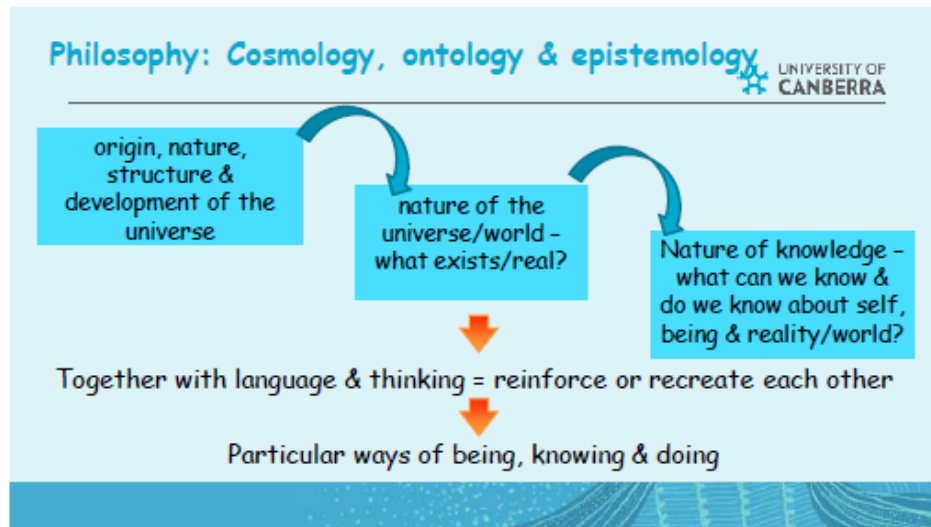 Philosophy: Cosmology, ontology & epistemology
UNIVERSITY OF
CANBERRA
origin, nature,
structure &
development of the
universe
nature of the
universe/world –
what exists/real?
Nature of knowledge –
what can we know &
do we know about self,
being & reality/world?
Together with language & thinking = reinforce or recreate each other
Particular ways of being, knowing & doing